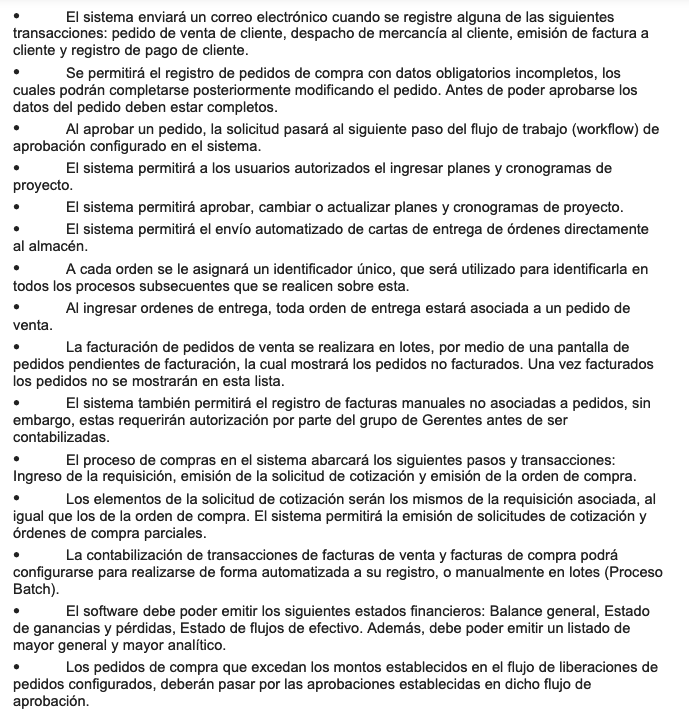 • El sistema enviará un correo electrónico cuando se registre alguna de las siguientes
transacciones: pedido de venta de cliente, despacho de mercancía al cliente, emisión de factura a
cliente y registro de pago de cliente.
• Se permitirá el registro de pedidos de compra con datos obligatorios incompletos, los
cuales podrán completarse posteriormente modificando el pedido. Antes de poder aprobarse los
datos del pedido deben estar completos.
• Al aprobar un pedido, la solicitud pasará al siguiente paso del flujo de trabajo (workflow) de
aprobación configurado en el sistema.
• El sistema permitirá a los usuarios autorizados el ingresar planes y cronogramas de
proyecto.
• El sistema permitirá aprobar, cambiar o actualizar planes y cronogramas de proyecto.
• El sistema permitirá el envío automatizado de cartas de entrega de órdenes directamente
al almacén.
• A cada orden se le asignará un identificador único, que será utilizado para identificarla en
todos los procesos subsecuentes que se realicen sobre esta.
• Al ingresar ordenes de entrega, toda orden de entrega estará asociada a un pedido de
venta.
• La facturación de pedidos de venta se realizara en lotes, por medio de una pantalla de
pedidos pendientes de facturación, la cual mostrará los pedidos no facturados. Una vez facturados
los pedidos no se mostrarán en esta lista.
• El sistema también permitirá el registro de facturas manuales no asociadas a pedidos, sin
embargo, estas requerirán autorización por parte del grupo de Gerentes antes de ser
contabilizadas.
• El proceso de compras en el sistema abarcará los siguientes pasos y transacciones:
Ingreso de la requisición, emisión de la solicitud de cotización y emisión de la orden de compra.
• Los elementos de la solicitud de cotización serán los mismos de la requisición asociada, al
igual que los de la orden de compra. El sistema permitirá la emisión de solicitudes de cotización y
órdenes de compra parciales.
• La contabilización de transacciones de facturas de venta y facturas de compra podrá
configurarse para realizarse de forma automatizada a su registro, o manualmente en lotes (Proceso
Batch).
• El software debe poder emitir los siguientes estados financieros: Balance general, Estado
de ganancias y pérdidas, Estado de flujos de efectivo. Además, debe poder emitir un listado de
mayor general y mayor analítico.
• Los pedidos de compra que excedan los montos establecidos en el flujo de liberaciones de
pedidos configurados, deberán pasar por las aprobaciones establecidas en dicho flujo de
aprobación.